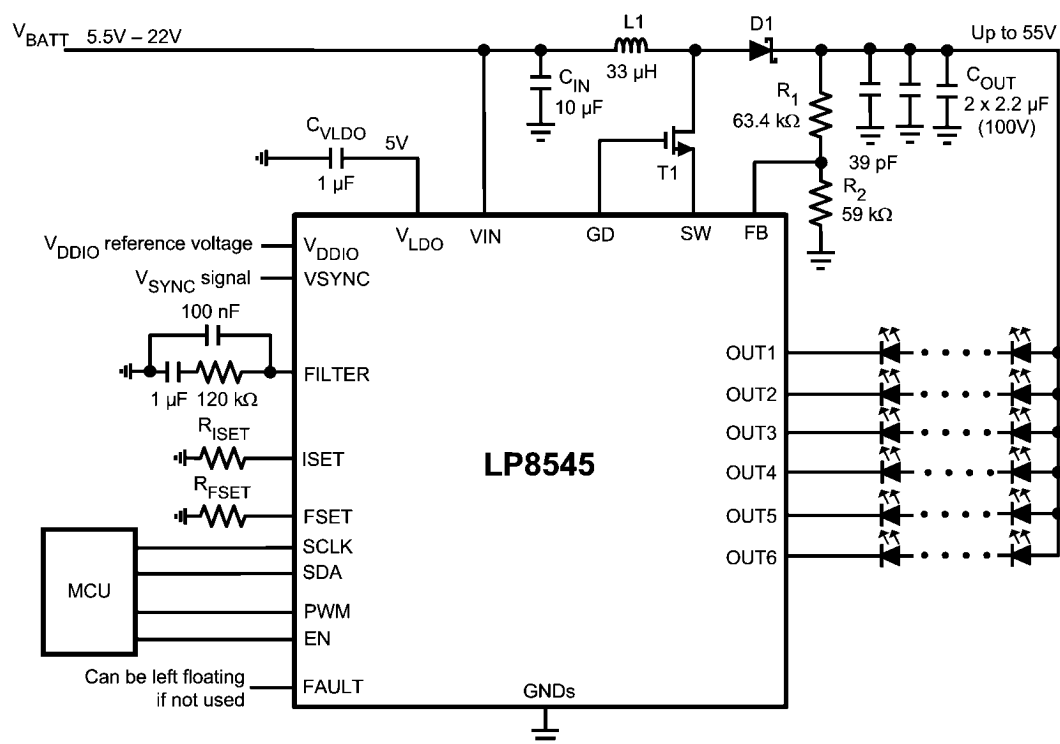 VBATT 5.5V – 22V
L1
33 µH
D1
Up to 55V
CIN
10 µF
R1
63.4 kΩ
COUT
2 x 2.2 µF
(100V)
39 pF
CVLDO
1 µF
5V
T1
R2
59 kΩ
VLDO
VIN
GD
SW
FB
VDDIO reference voltage
VDDIO
VSYNC signal
VSYNC
100 nF
1 µF
120 kΩ
FILTER
RISET
ISET
RFSET
FSET
MCU
SCLK
SDA
PWM
EN
Can be left floating
if not used
FAULT
LP8545
OUT1
OUT2
OUT3
OUT4
OUT5
OUT6
GNDs